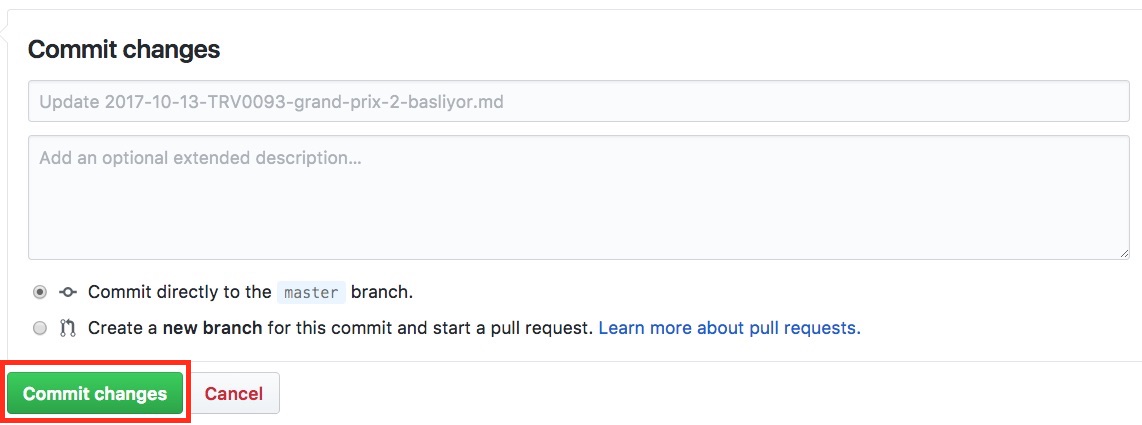 Commit changes
Update 2017-10-13-TRV0093-grand-prix-2-basliyor.md
Add an optional extended description...
Commit directly to the master branch.
Create a new branch for this commit and start a pull request. Learn more about pull requests.
Commit changes Cancel